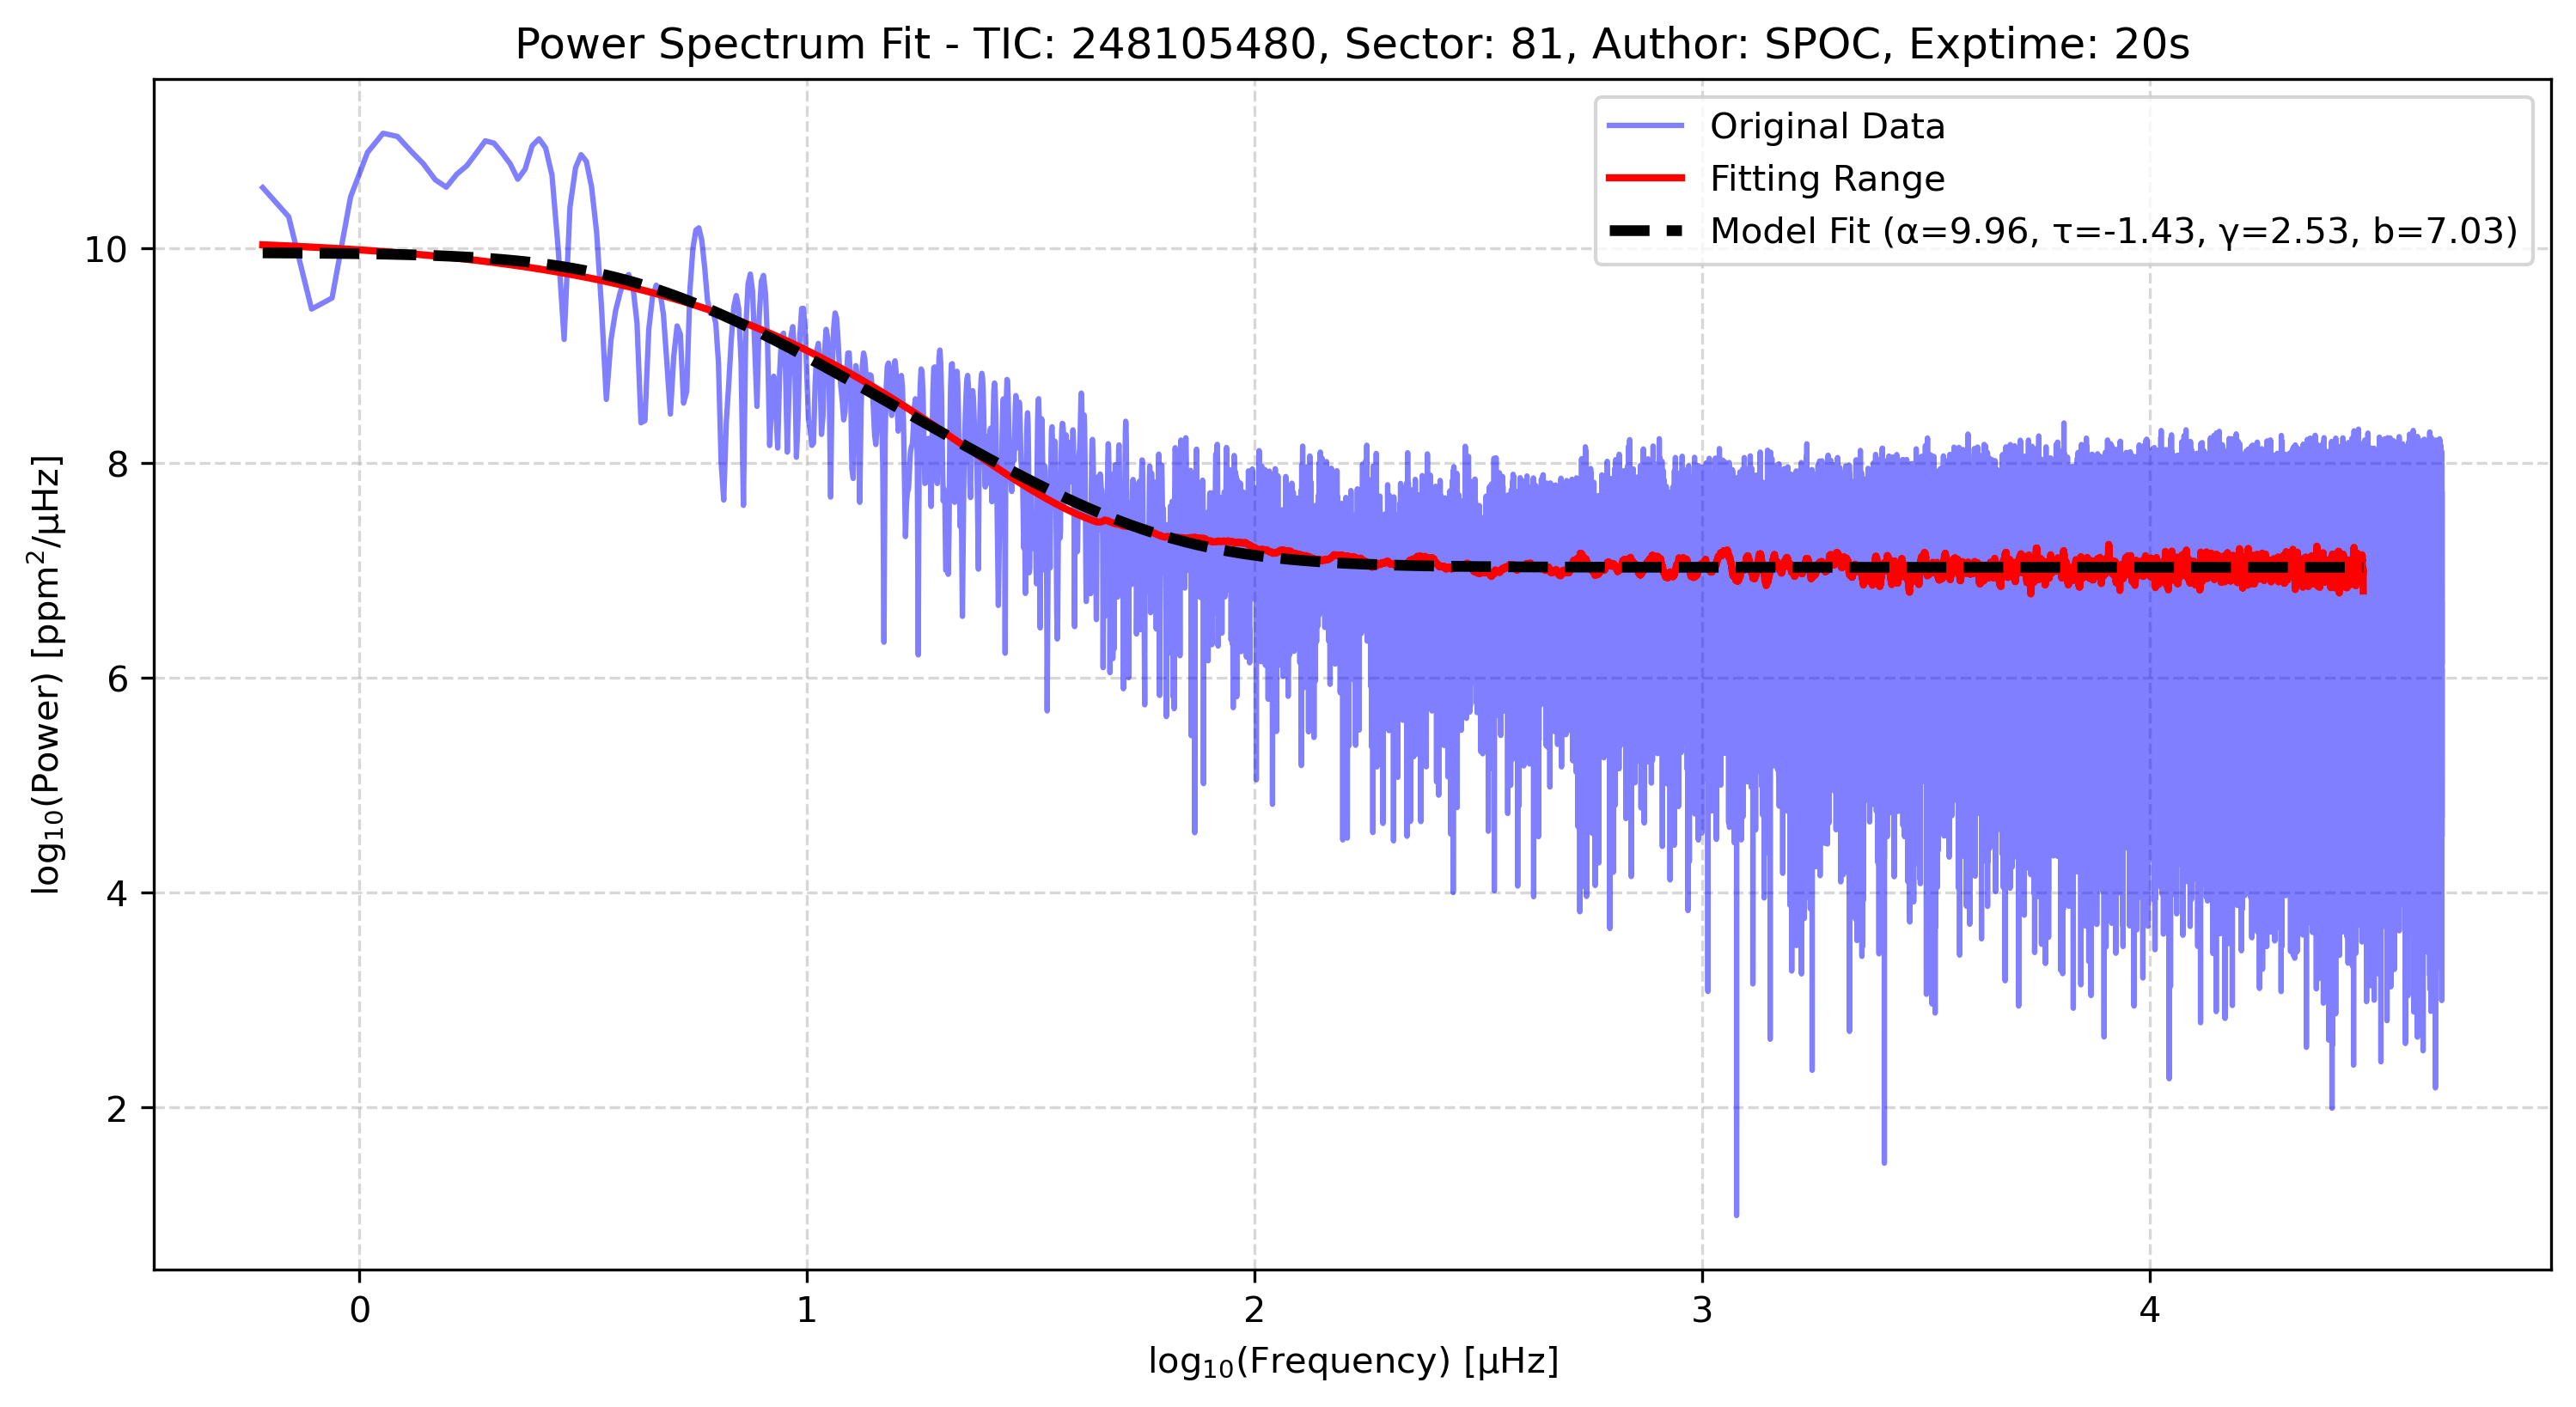 Power Spectrum Fit - TIC: 248105480, Sector: 81, Author: SPOC, Exptime: 20s
Original Data
Fitting Range
Model Fit (α=9.96, τ=-1.43, γ=2.53, b=7.03)
log₁₀(Power) [ppm²/μHz]
10
8
6
4
2
0 1 2 3 4
log₁₀(Frequency) [μHz]